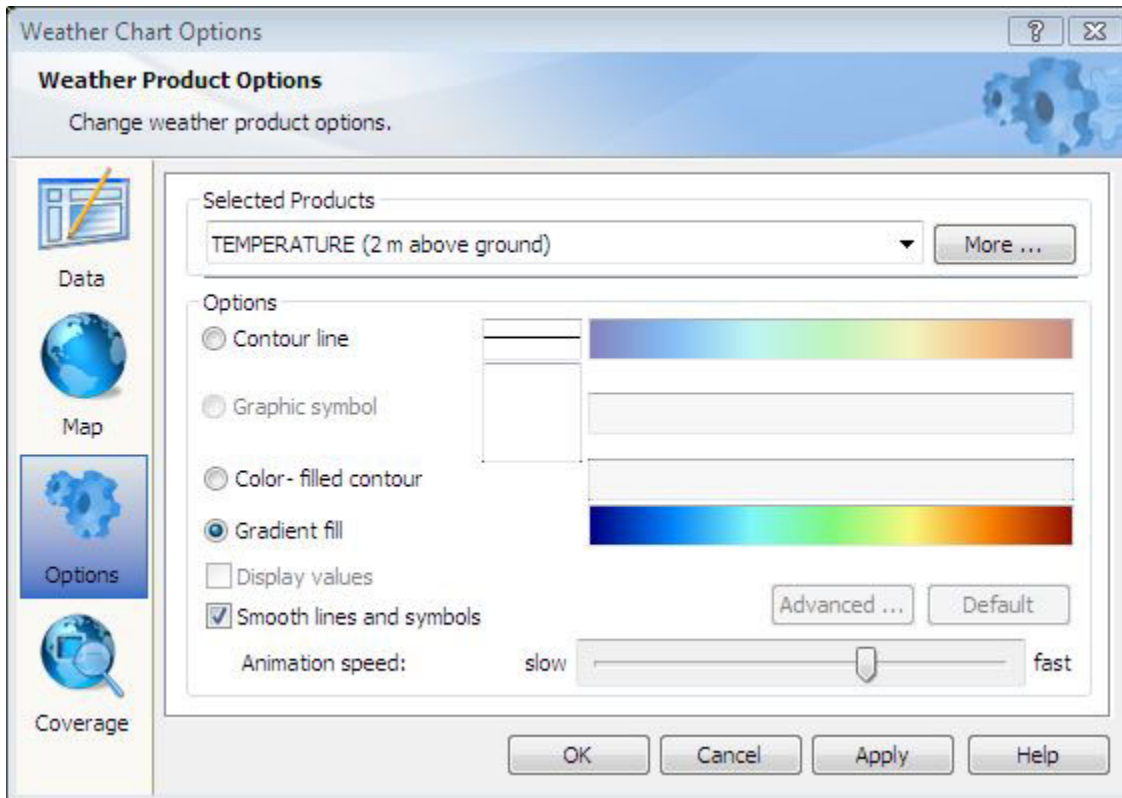 Weather Chart Options
Weather Product Options
Change weather product options.
Data
Map
Options
Coverage
Selected Products
TEMPERATURE (2 m above ground)
More ...
Options
Contour line
Graphic symbol
Color- filled contour
Gradient fill
Display values
Smooth lines and symbols
Advanced ...
Default
Animation speed:
slow
fast
OK
Cancel
Apply
Help